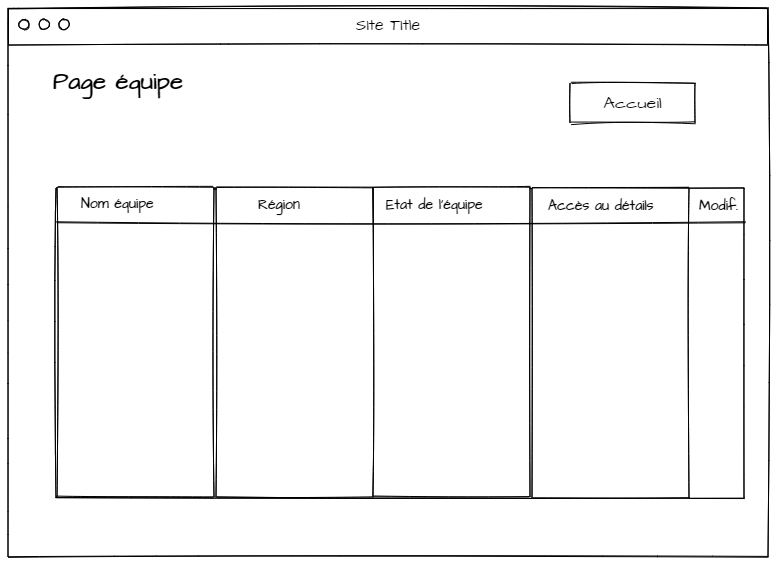 Site Title
Page équipe
Accueil
Nom équipe
Région
Etat de l'équipe
Accès au détails
Modif.